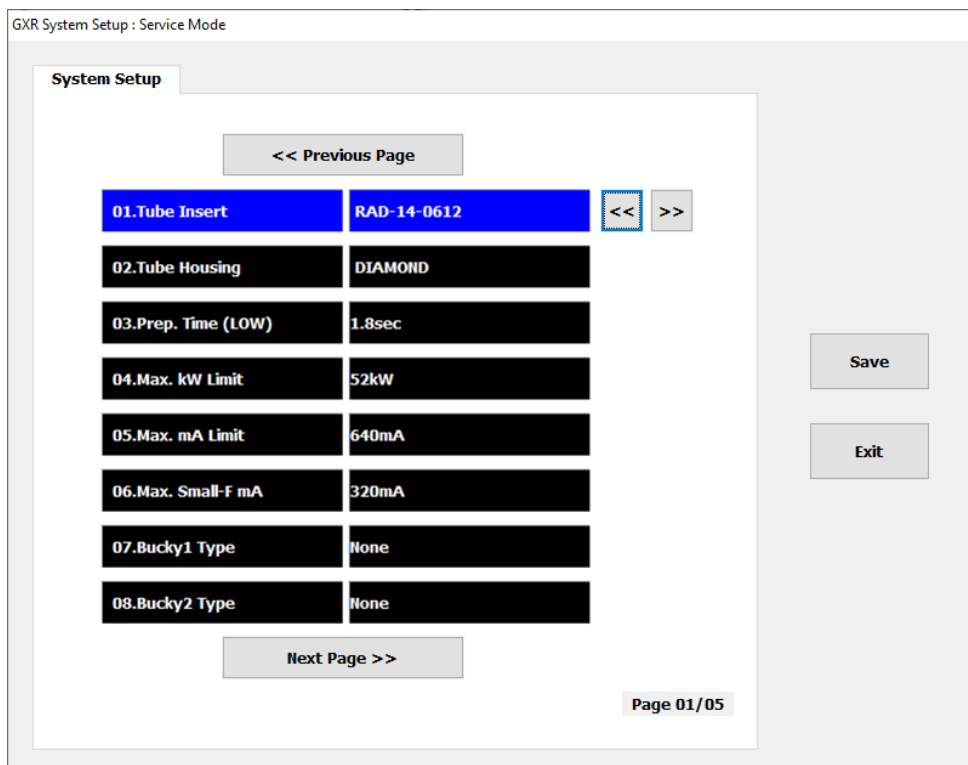 GXR System Setup : Service Mode
System Setup
<< Previous Page
01.Tube Insert RAD-14-0612 << >>
02.Tube Housing DIAMOND
03.Prep. Time (LOW) 1.8sec
04.Max. kW Limit 52kW
Save
05.Max. mA Limit 640mA
Exit
06.Max. Small-F mA 320mA
07.Bucky1 Type None
08.Bucky2 Type None
Next Page >>
Page 01/05